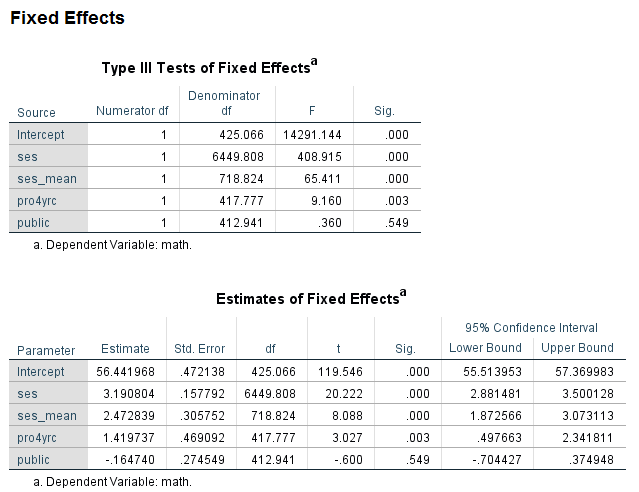 Fixed Effects
Type III Tests of Fixed Effectsa
Source Numerator df Denominator df F Sig.
Intercept 1 425.066 14291.144 .000
ses 1 6449.808 408.915 .000
ses_mean 1 718.824 65.411 .000
pro4yrc 1 417.777 9.160 .003
public 1 412.941 .360 .549
a. Dependent Variable: math.
Estimates of Fixed Effectsa
95% Confidence Interval
Parameter Estimate Std. Error df t Sig. Lower Bound Upper Bound
Intercept 56.441968 .472138 425.066 119.546 .000 55.513953 57.369983
ses 3.190804 .157792 6449.808 20.222 .000 2.881481 3.500128
ses_mean 2.472839 .305752 718.824 8.088 .000 1.872566 3.073113
pro4yrc 1.419737 .469092 417.777 3.027 .003 .497663 2.341811
public -.164740 .274549 412.941 -.600 .549 -.704427 .374948
a. Dependent Variable: math.